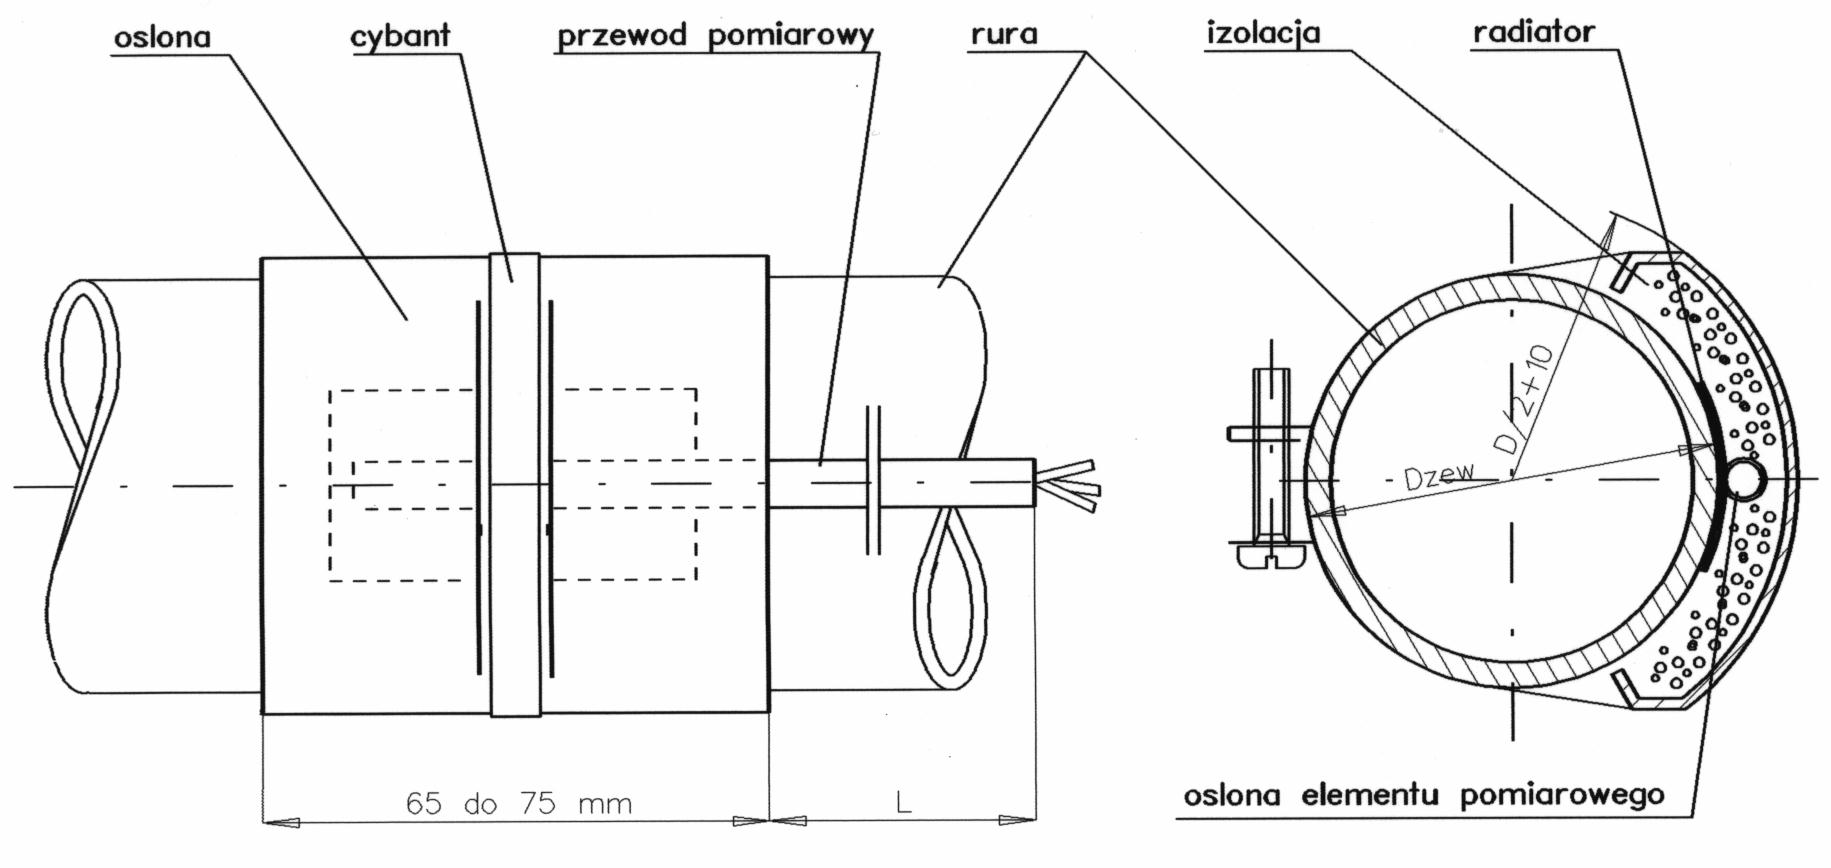 oslona cybant przewod pomiarowy rura izolacja radiator
D/2+10
Dzew
65 do 75 mm L
oslona elementu pomiarowego